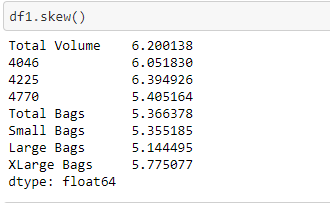 df1.skew()
Total Volume 6.200138
4046 6.051830
4225 6.394926
4770 5.405164
Total Bags 5.366378
Small Bags 5.355185
Large Bags 5.144495
XLarge Bags 5.775077
dtype: float64